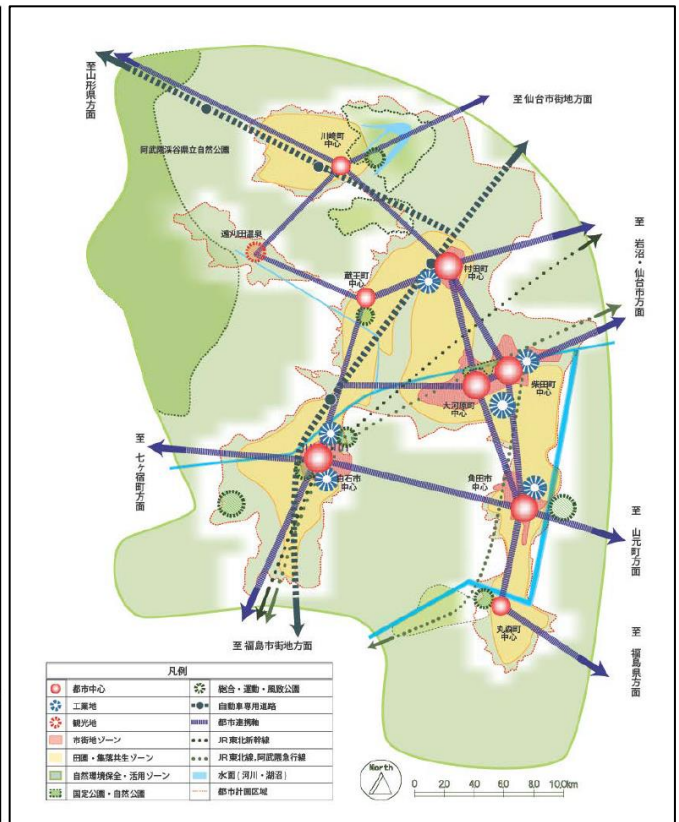 至山形県方面
至仙台市街地方面
川崎町
中心
阿武隈渓谷県立自然公園
遠刈田温泉
至 岩沼・仙台市方面
村田町
中心
蔵王町
中心
柴田町
中心
大河原町
中心
至 七ヶ宿町方面
白石市
中心
角田市
中心
至 山元町方面
丸森町
中心
至福島市街地方面
至 福島県方面
凡例
都市中心
総合・運動・風致公園
工業地
自動車専用道路
観光地
都市連携軸
市街地ゾーン
JR東北新幹線
田園・集落共生ゾーン
JR東北線,阿武隈急行線
自然環境保全・活用ゾーン
水面(河川・湖沼)
国定公園・自然公園
都市計画区域
North
0 2.0 4.0 6.0 8.0 10.0km